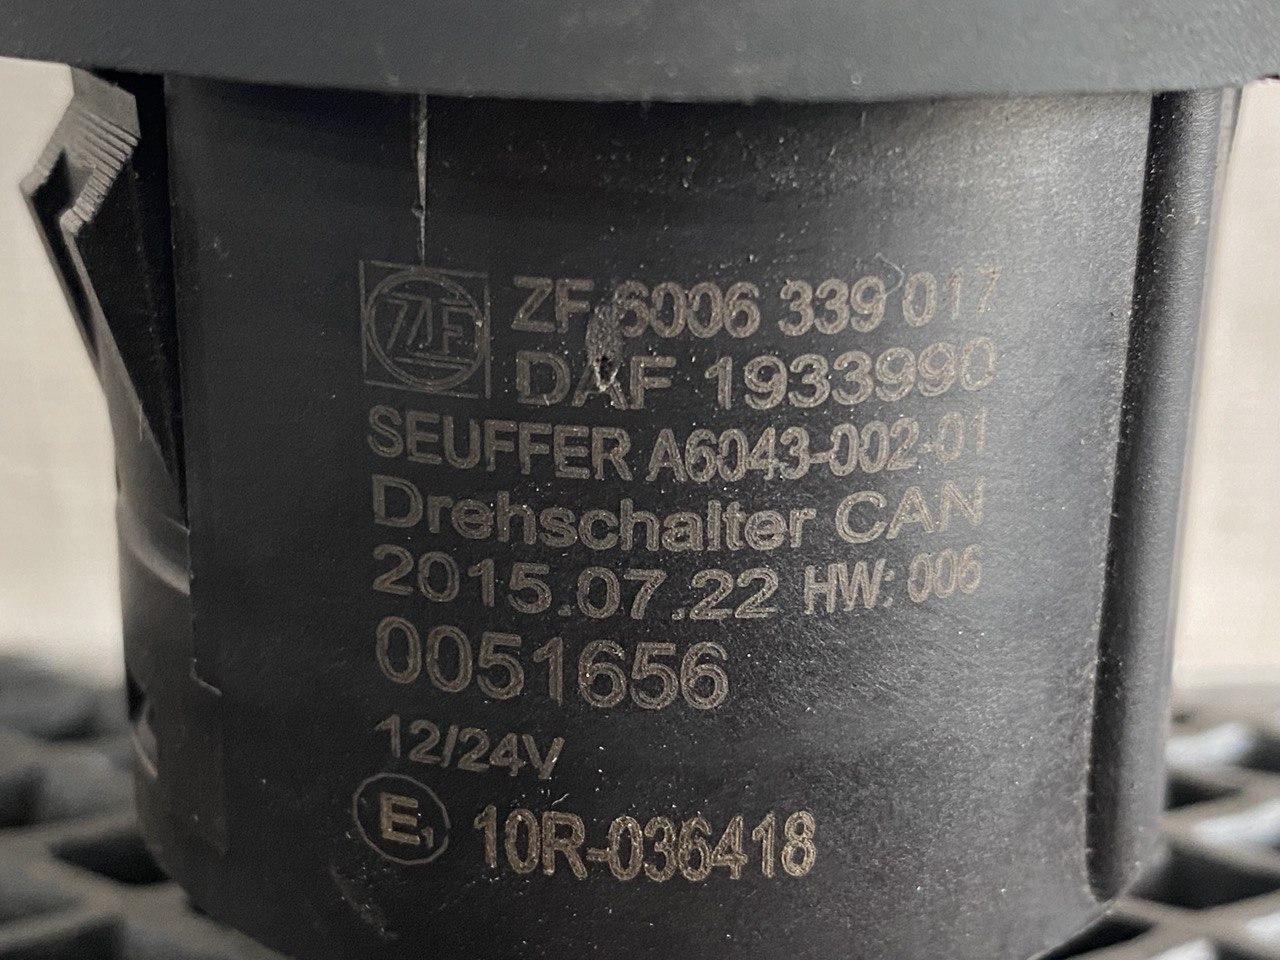 ZF ZF 6006 339 017
DAF 1933990
SEUFFER A6043-002-01
Drehschalter CAN
2015.07.22 HW: 006
0051656
12/24V
E1 10R-036418